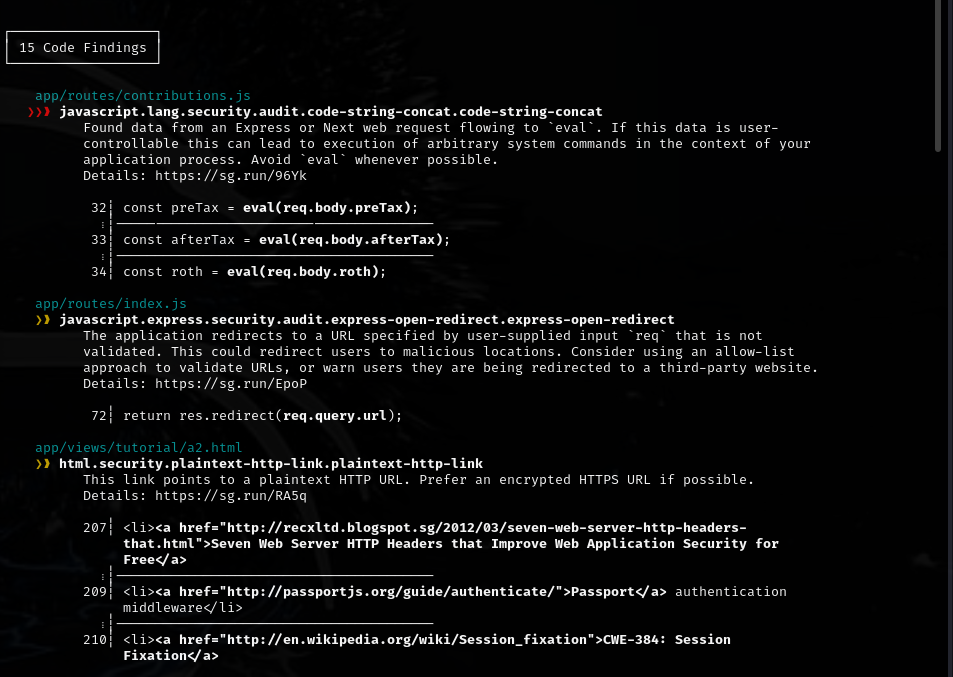 15 Code Findings
app/routes/contributions.js
❯❯❱ javascript.lang.security.audit.code-string-concat.code-string-concat
Found data from an Express or Next web request flowing to `eval`. If this data is user-
controllable this can lead to execution of arbitrary system commands in the context of your
application process. Avoid `eval` whenever possible.
Details: https://sg.run/96Yk
32┆ const preTax = eval(req.body.preTax);
⋮┆----------------------------------------
33┆ const afterTax = eval(req.body.afterTax);
⋮┆----------------------------------------
34┆ const roth = eval(req.body.roth);
app/routes/index.js
❯❱ javascript.express.security.audit.express-open-redirect.express-open-redirect
The application redirects to a URL specified by user-supplied input `req` that is not
validated. This could redirect users to malicious locations. Consider using an allow-list
approach to validate URLs, or warn users they are being redirected to a third-party website.
Details: https://sg.run/EpoP
72┆ return res.redirect(req.query.url);
app/views/tutorial/a2.html
❯❱ html.security.plaintext-http-link.plaintext-http-link
This link points to a plaintext HTTP URL. Prefer an encrypted HTTPS URL if possible.
Details: https://sg.run/RA5q
207┆ <li><a href="http://recxltd.blogspot.sg/2012/03/seven-web-server-http-headers-
that.html">Seven Web Server HTTP Headers that Improve Web Application Security for
Free</a>
⋮┆----------------------------------------
209┆ <li><a href="http://passportjs.org/guide/authenticate/">Passport</a> authentication
middleware</li>
⋮┆----------------------------------------
210┆ <li><a href="http://en.wikipedia.org/wiki/Session_fixation">CWE-384: Session
Fixation</a>